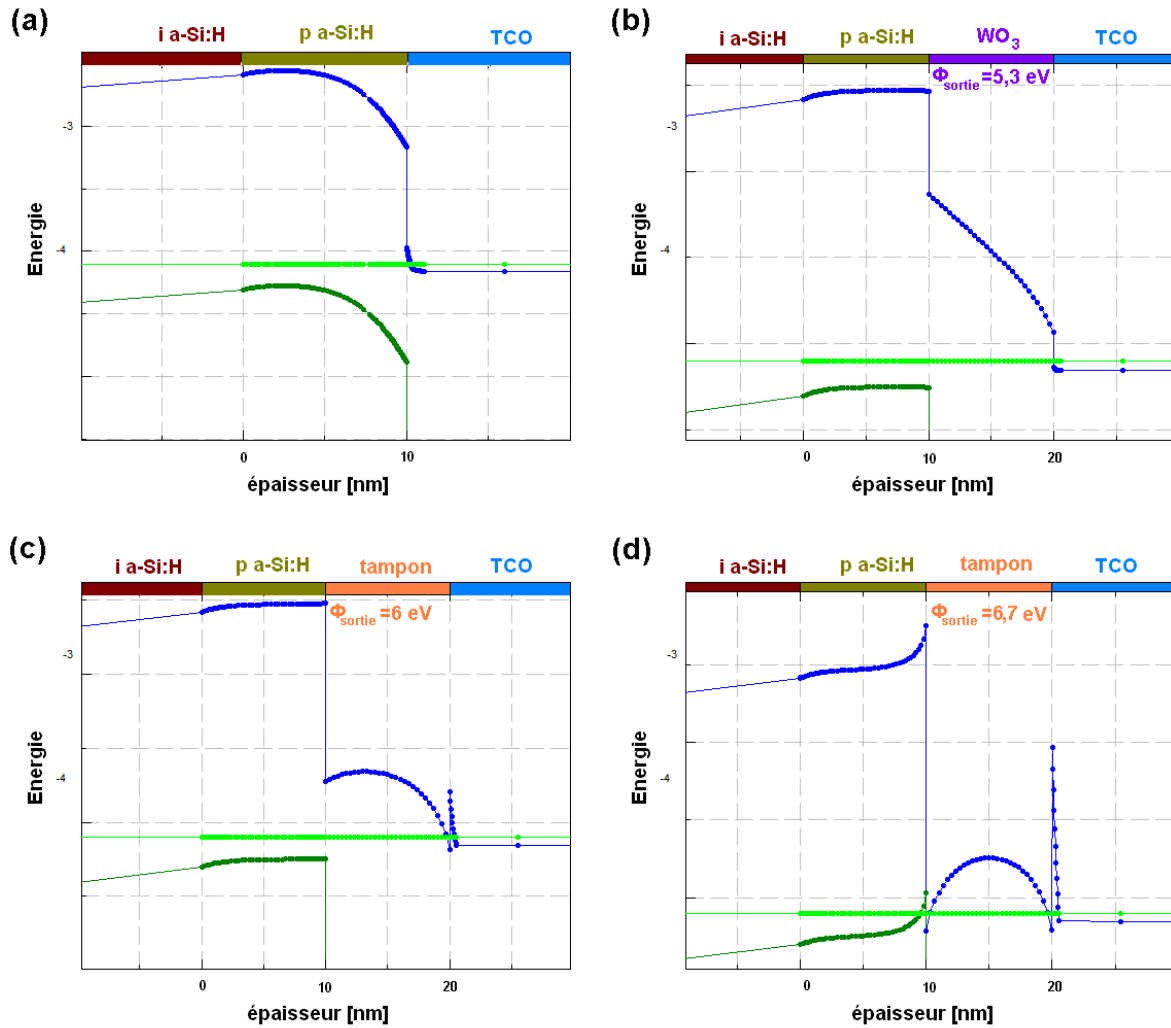 (a)
i a-Si:H p a-Si:H TCO
-3
-4
Energie
0 10
épaisseur [nm]
(b)
i a-Si:H p a-Si:H WO₃ TCO
Φsortie =5,3 eV
-3
-4
Energie
0 10 20
épaisseur [nm]
(c)
i a-Si:H p a-Si:H tampon TCO
Φsortie =6 eV
-3
-4
Energie
0 10 20
épaisseur [nm]
(d)
i a-Si:H p a-Si:H tampon TCO
Φsortie =6,7 eV
-3
-4
Energie
0 10 20
épaisseur [nm]